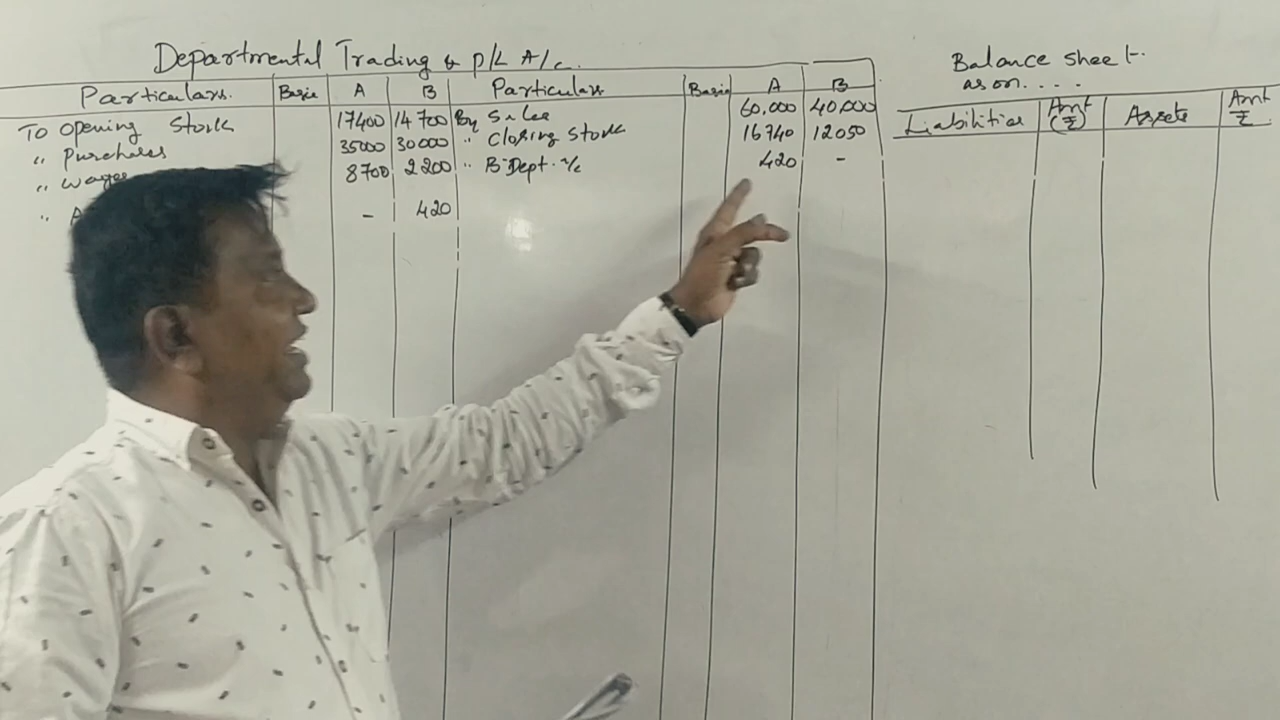 Departmental Trading & P/L A/c.
Particulars. Basis A B Particulars Basis A B
To Opening Stock 17400 14700 By Sales 60,000 40,000
" Purchases 35000 30000 " Closing Stock 16740 12050
" Wages 8700 2200 " B Dept. A/c 420 -
" A - 420
Balance Sheet.
as on....
Liabilities Amt (₹) Assets Amt ₹